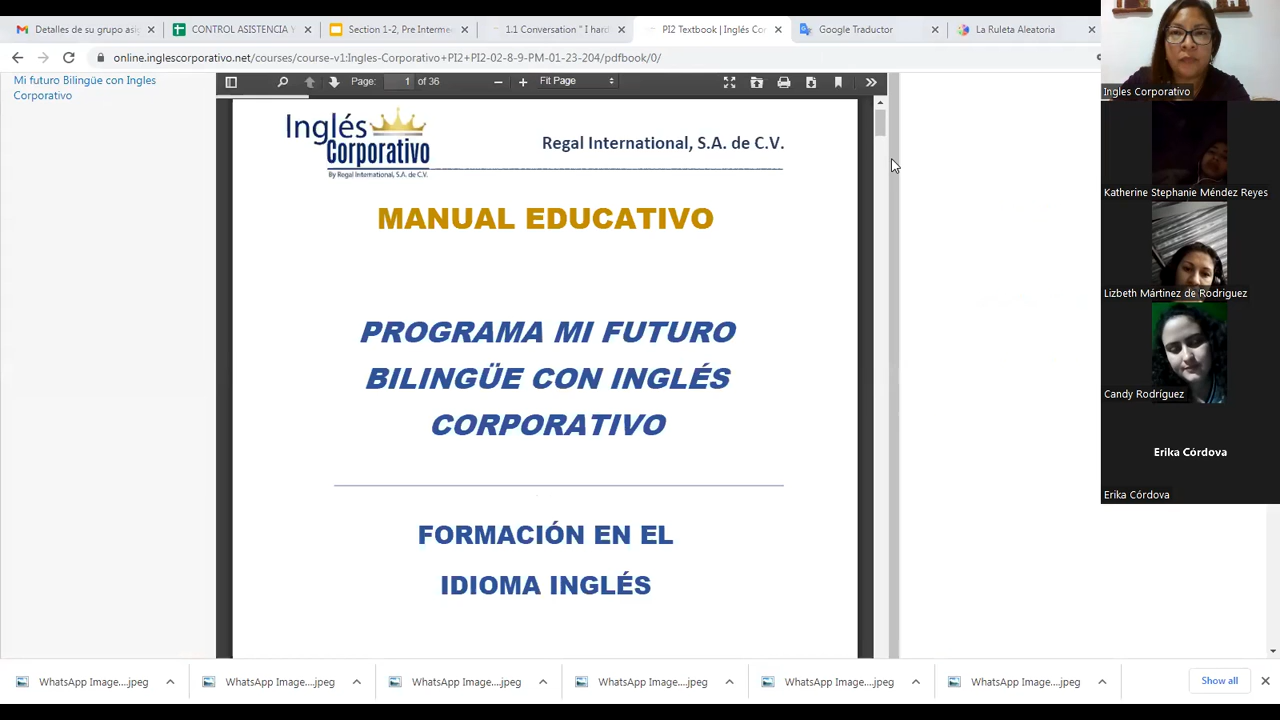 Detalles de su grupo asi
CONTROL ASISTENCIA Y
Section 1-2, Pre Interme
1.1 Conversation " I hard
PI2 Textbook | Inglés Co
Google Traductor
La Ruleta Aleatoria
online.inglescorporativo.net/courses/course-v1:Ingles-Corporativo+PI2+PI2-02-8-9-PM-01-23-204/pdfbook/0/
Mi futuro Bilingüe con Ingles
Corporativo
Page: 1 of 36
Fit Page
Inglés
Corporativo
By Regal International, S.A. de C.V.
Regal International, S.A. de C.V.
MANUAL EDUCATIVO
PROGRAMA MI FUTURO
BILINGÜE CON INGLÉS
CORPORATIVO
FORMACIÓN EN EL
IDIOMA INGLÉS
Ingles Corporativo
Katherine Stephanie Méndez Reyes
Lizbeth Mártinez de Rodriguez
Candy Rodríguez
Erika Córdova
Erika Córdova
WhatsApp Image....jpeg
WhatsApp Image....jpeg
WhatsApp Image....jpeg
WhatsApp Image....jpeg
WhatsApp Image....jpeg
WhatsApp Image....jpeg
Show all